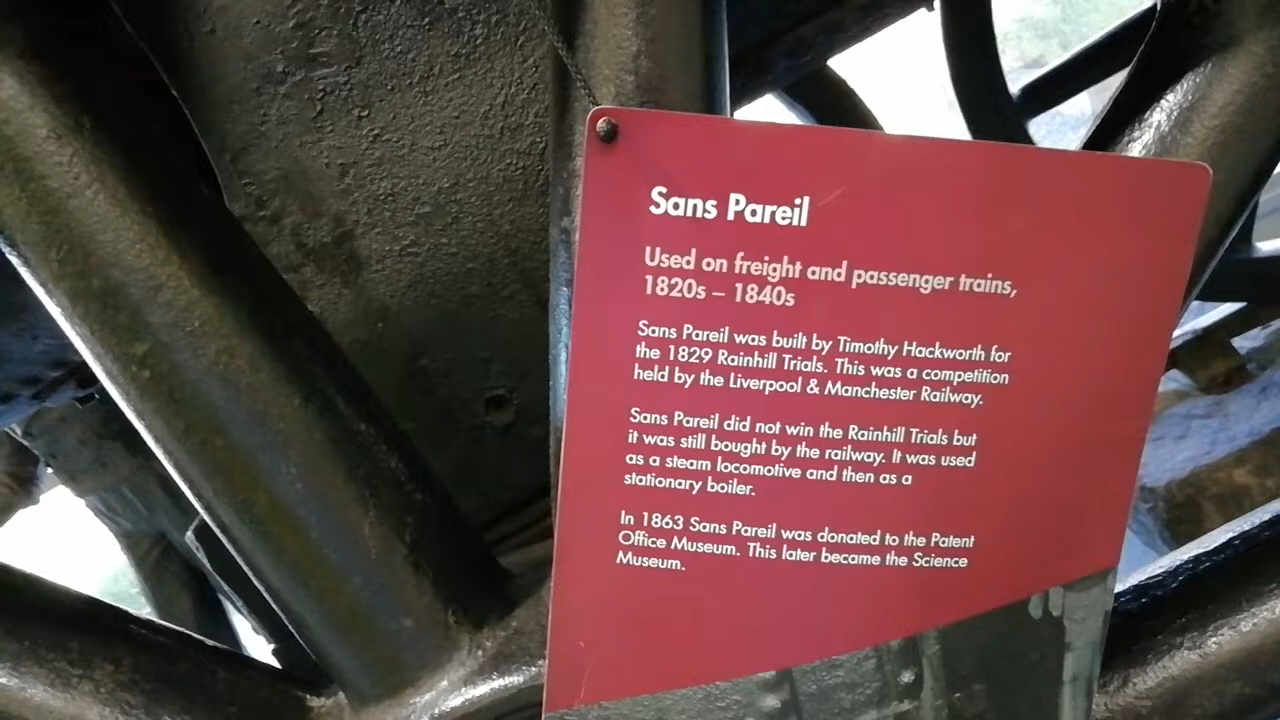 Sans Pareil
Used on freight and passenger trains,
1820s – 1840s
Sans Pareil was built by Timothy Hackworth for
the 1829 Rainhill Trials. This was a competition
held by the Liverpool & Manchester Railway.
Sans Pareil did not win the Rainhill Trials but
it was still bought by the railway. It was used
as a steam locomotive and then as a
stationary boiler.
In 1863 Sans Pareil was donated to the Patent
Office Museum. This later became the Science
Museum.